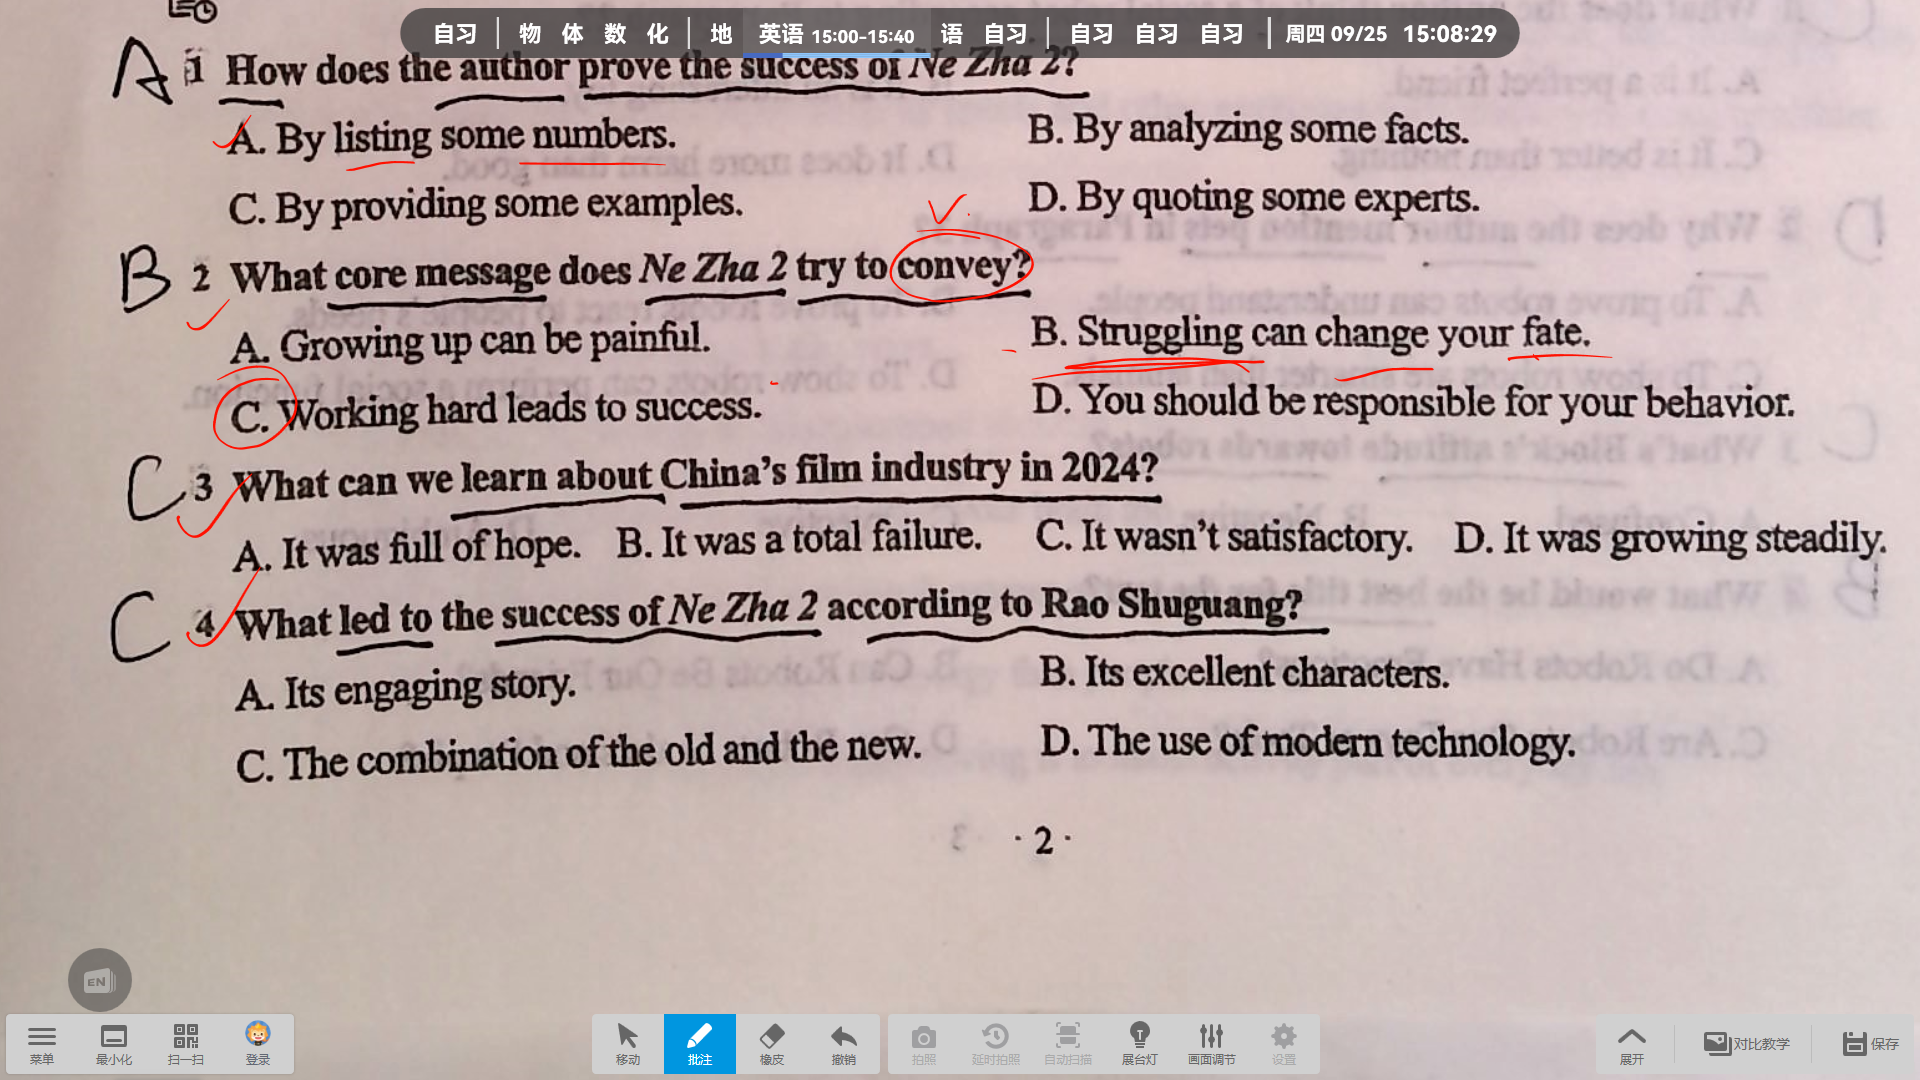 自习 | 物 体 数 化 | 地 英语 15:00-15:40 语 自习 | 自习 自习 自习 | 周四 09/25 15:08:29
A 1 How does the author prove the success of Ne Zha 2?
A. By listing some numbers. B. By analyzing some facts.
C. By providing some examples. D. By quoting some experts.
B 2 What core message does Ne Zha 2 try to convey?
A. Growing up can be painful. B. Struggling can change your fate.
C. Working hard leads to success. D. You should be responsible for your behavior.
C 3 What can we learn about China's film industry in 2024?
A. It was full of hope. B. It was a total failure. C. It wasn't satisfactory. D. It was growing steadily.
C 4 What led to the success of Ne Zha 2 according to Rao Shuguang?
A. Its engaging story. B. Its excellent characters.
C. The combination of the old and the new. D. The use of modern technology.
· 2 ·
EN
菜单 最小化 扫一扫 登录 移动 批注 橡皮 撤销 拍照 延时拍照 自动扫描 展台灯 画面调节 设置 展开 对比教学 保存